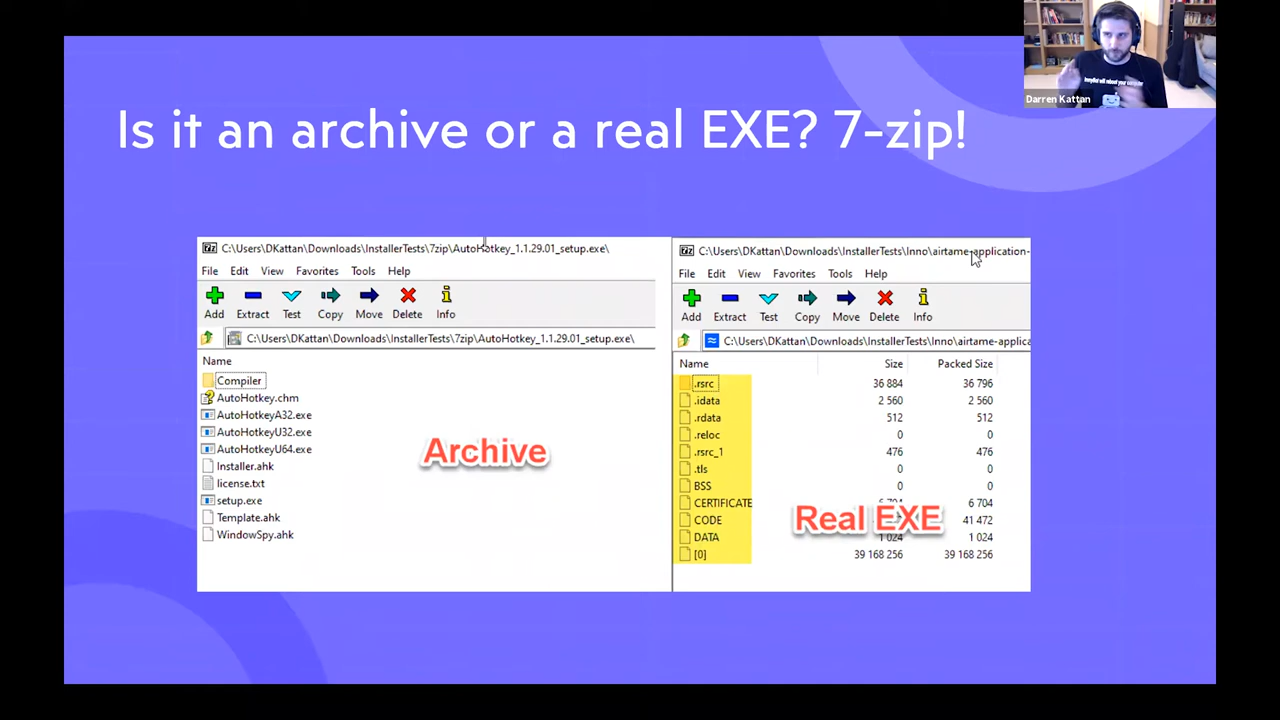 Darren Kattan
Is it an archive or a real EXE? 7-zip!
C:\Users\DKattan\Downloads\InstallerTests\7zip\AutoHotkey_1.1.29.01_setup.exe\
File Edit View Favorites Tools Help
Add Extract Test Copy Move Delete Info
C:\Users\DKattan\Downloads\InstallerTests\7zip\AutoHotkey_1.1.29.01_setup.exe\
Name
Compiler
AutoHotkey.chm
AutoHotkeyA32.exe
AutoHotkeyU32.exe
AutoHotkeyU64.exe
Installer.ahk
license.txt
setup.exe
Template.ahk
WindowSpy.ahk
Archive
C:\Users\DKattan\Downloads\InstallerTests\Inno\airtame-application-
File Edit View Favorites Tools Help
Add Extract Test Copy Move Delete Info
C:\Users\DKattan\Downloads\InstallerTests\Inno\airtame-applica
Name Size Packed Size
.rsrc 36 884 36 796
.idata 2 560 2 560
.rdata 512 512
.reloc 0 0
.rsrc_1 476 476
.tls 0 0
BSS 0 0
CERTIFICATE 6 704 6 704
CODE 41 472
DATA 1 024 1 024
[0] 39 168 256 39 168 256
Real EXE